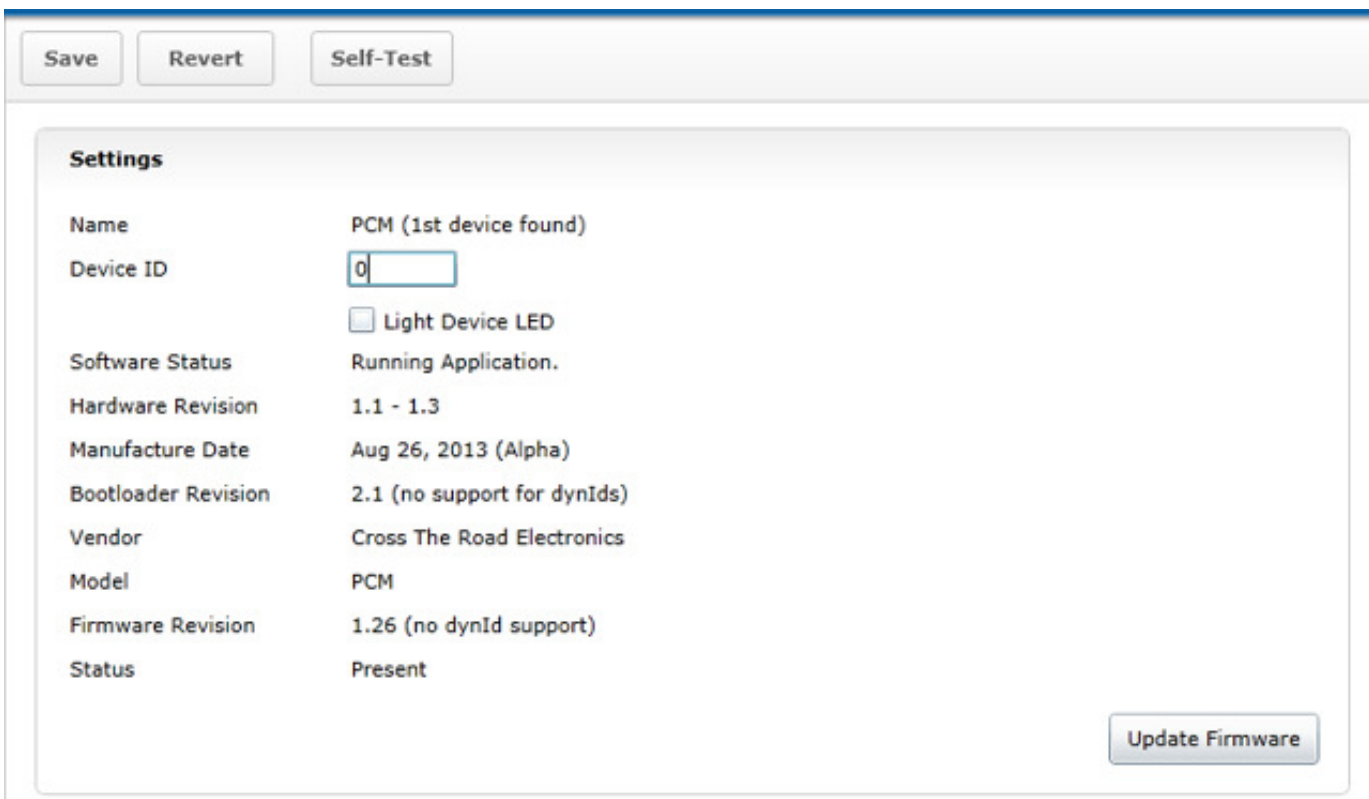 Save Revert Self-Test
Settings
Name PCM (1st device found)
Device ID 0
Light Device LED
Software Status Running Application.
Hardware Revision 1.1 - 1.3
Manufacture Date Aug 26, 2013 (Alpha)
Bootloader Revision 2.1 (no support for dynIds)
Vendor Cross The Road Electronics
Model PCM
Firmware Revision 1.26 (no dynId support)
Status Present
Update Firmware